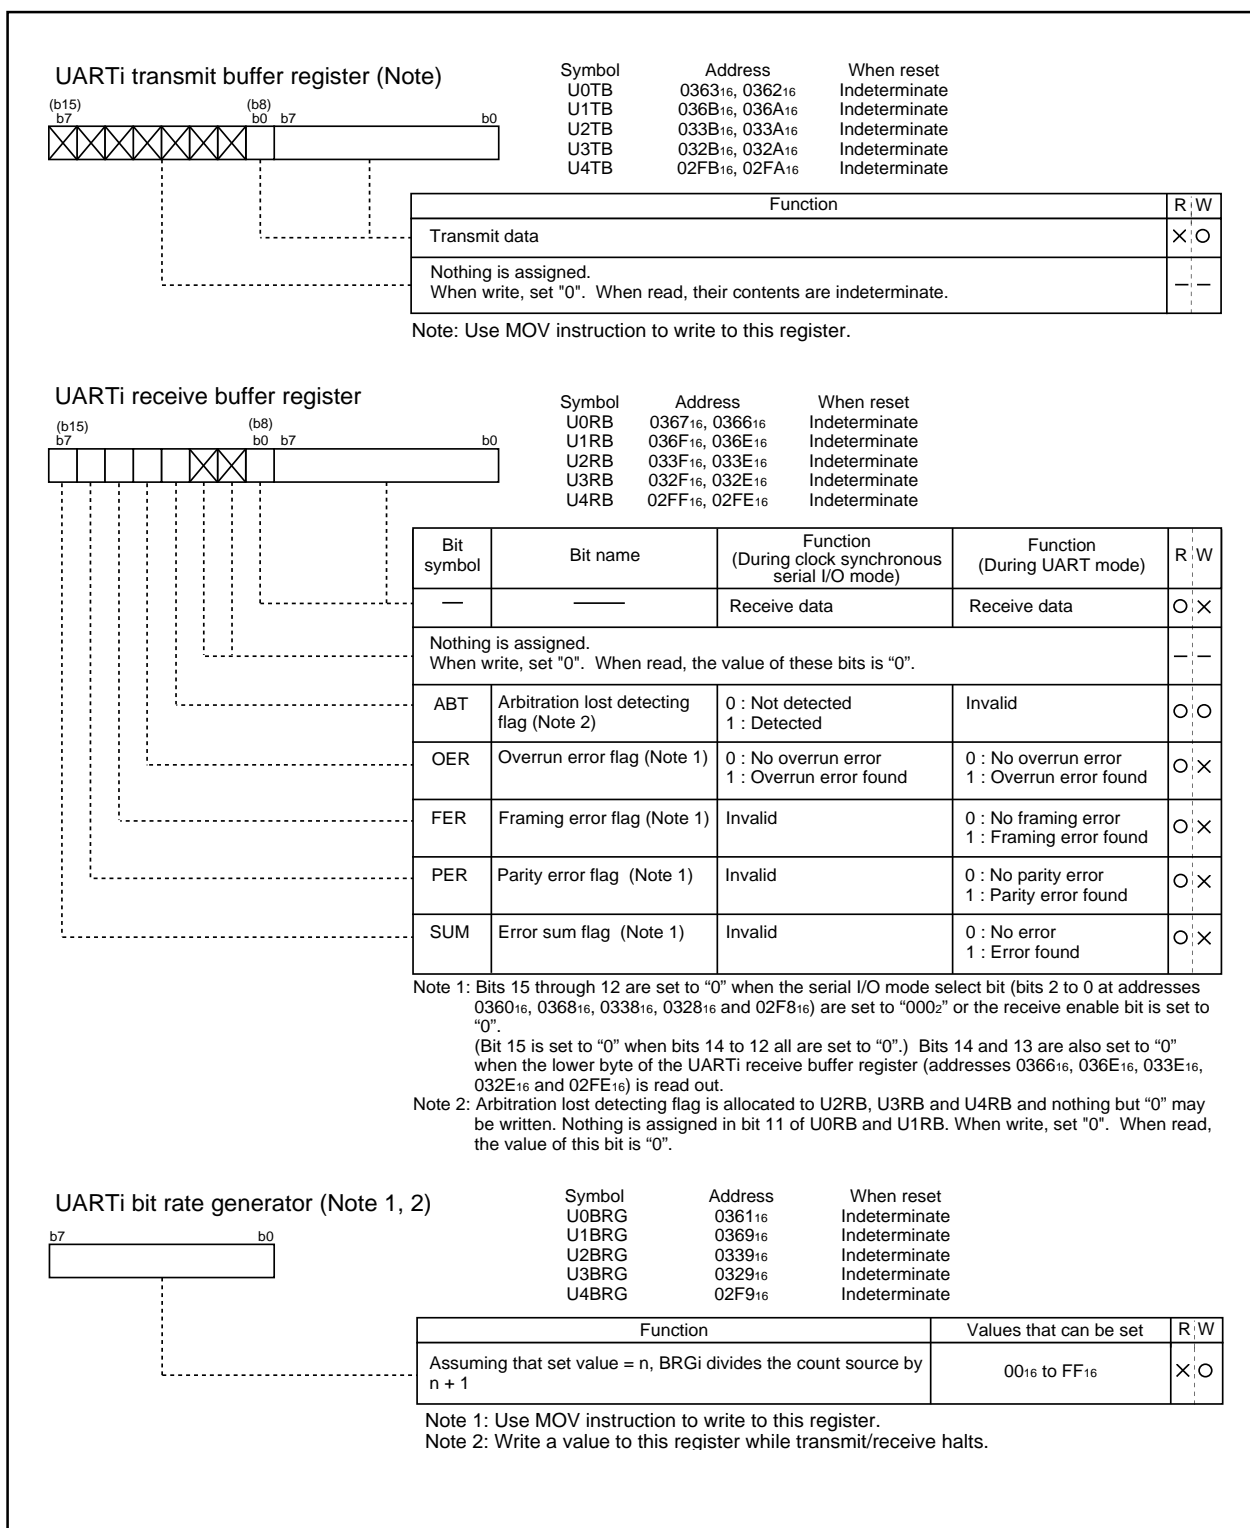 UARTi transmit buffer register (Note)
Symbol Address When reset
U0TB 036316, 036216 Indeterminate
U1TB 036B16, 036A16 Indeterminate
U2TB 033B16, 033A16 Indeterminate
U3TB 032B16, 032A16 Indeterminate
U4TB 02FB16, 02FA16 Indeterminate
(b15) (b8)
b7 b0 b7 b0
Function R W
Transmit data × O
Nothing is assigned.
When write, set "0". When read, their contents are indeterminate. — —
Note: Use MOV instruction to write to this register.
UARTi receive buffer register
Symbol Address When reset
U0RB 036716, 036616 Indeterminate
U1RB 036F16, 036E16 Indeterminate
U2RB 033F16, 033E16 Indeterminate
U3RB 032F16, 032E16 Indeterminate
U4RB 02FF16, 02FE16 Indeterminate
(b15) (b8)
b7 b0 b7 b0
Bit symbol Bit name Function (During clock synchronous serial I/O mode) Function (During UART mode) R W
— — Receive data Receive data O ×
Nothing is assigned.
When write, set "0". When read, the value of these bits is “0”. — —
ABT Arbitration lost detecting flag (Note 2) 0 : Not detected 1 : Detected Invalid O O
OER Overrun error flag (Note 1) 0 : No overrun error 1 : Overrun error found 0 : No overrun error 1 : Overrun error found O ×
FER Framing error flag (Note 1) Invalid 0 : No framing error 1 : Framing error found O ×
PER Parity error flag (Note 1) Invalid 0 : No parity error 1 : Parity error found O ×
SUM Error sum flag (Note 1) Invalid 0 : No error 1 : Error found O ×
Note 1: Bits 15 through 12 are set to “0” when the serial I/O mode select bit (bits 2 to 0 at addresses
036016, 036816, 033816, 032816 and 02F816) are set to “0002” or the receive enable bit is set to
“0”.
(Bit 15 is set to “0” when bits 14 to 12 all are set to “0”.) Bits 14 and 13 are also set to “0”
when the lower byte of the UARTi receive buffer register (addresses 036616, 036E16, 033E16,
032E16 and 02FE16) is read out.
Note 2: Arbitration lost detecting flag is allocated to U2RB, U3RB and U4RB and nothing but “0” may
be written. Nothing is assigned in bit 11 of U0RB and U1RB. When write, set "0". When read,
the value of this bit is “0”.
UARTi bit rate generator (Note 1, 2)
Symbol Address When reset
U0BRG 036116 Indeterminate
U1BRG 036916 Indeterminate
U2BRG 033916 Indeterminate
U3BRG 032916 Indeterminate
U4BRG 02F916 Indeterminate
b7 b0
Function Values that can be set R W
Assuming that set value = n, BRGi divides the count source by
n + 1 0016 to FF16 × O
Note 1: Use MOV instruction to write to this register.
Note 2: Write a value to this register while transmit/receive halts.